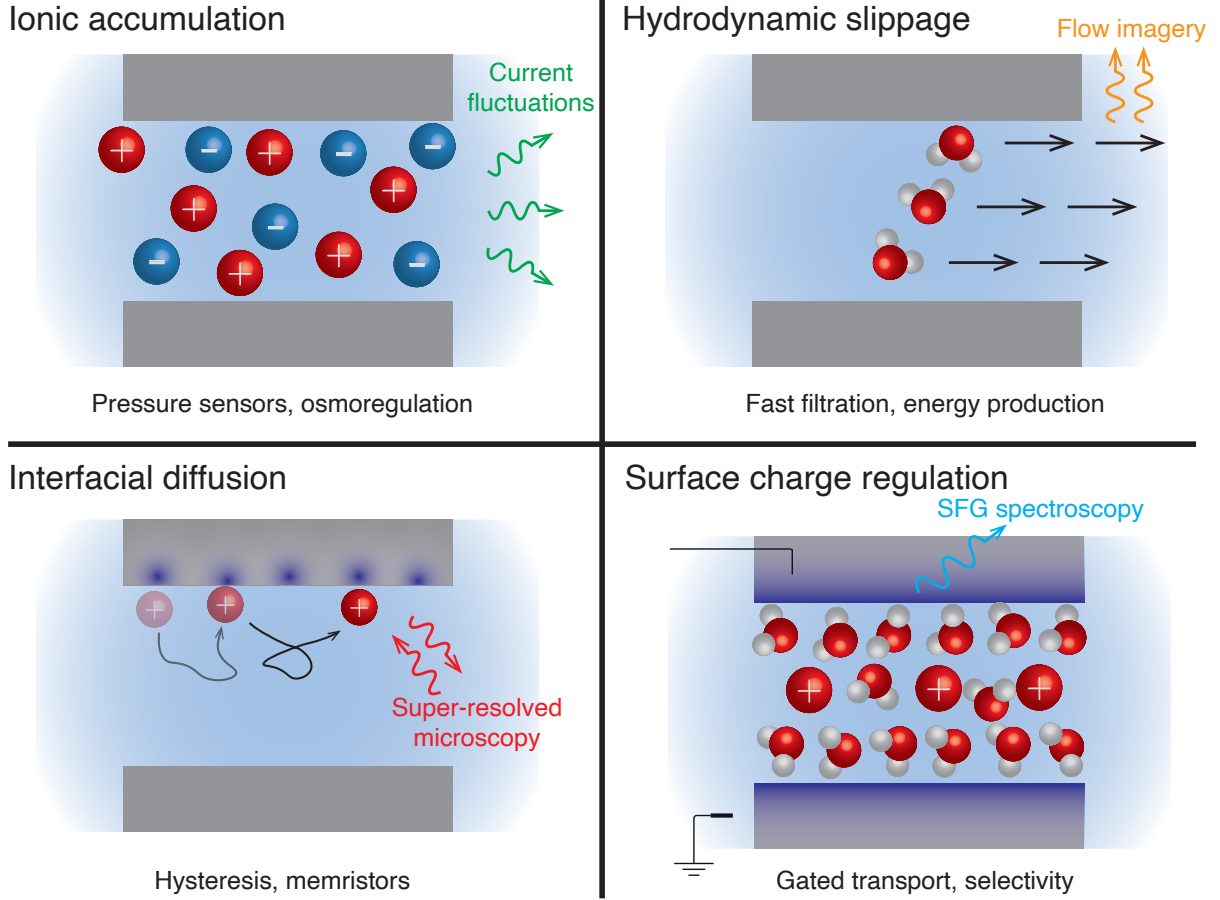 Ionic accumulation
Current
fluctuations
+
-
+
-
-
+
+
-
-
+
+
-
Pressure sensors, osmoregulation
Hydrodynamic slippage
Flow imagery
Fast filtration, energy production
Interfacial diffusion
+
+
+
Super-resolved
microscopy
Hysteresis, memristors
Surface charge regulation
SFG spectroscopy
+
+
+
Gated transport, selectivity